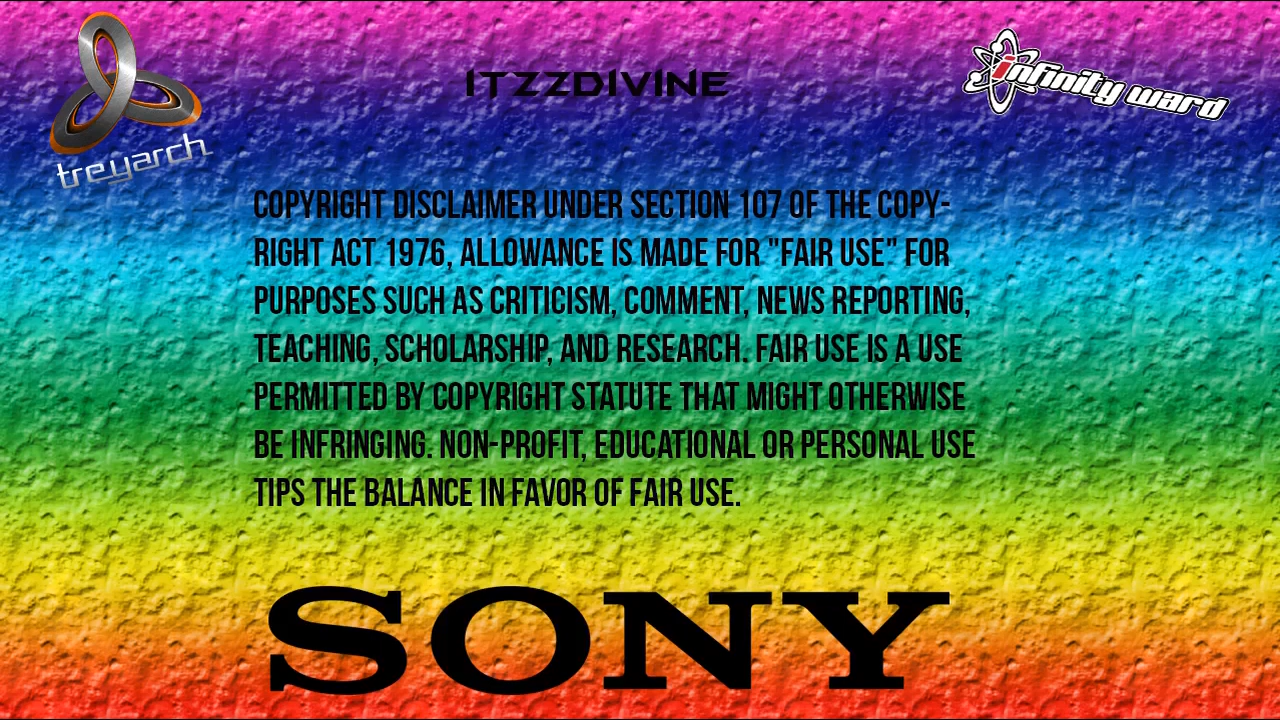 treyarch
ITZZDIVINE
infinity ward
COPYRIGHT DISCLAIMER UNDER SECTION 107 OF THE COPY-
RIGHT ACT 1976, ALLOWANCE IS MADE FOR "FAIR USE" FOR
PURPOSES SUCH AS CRITICISM, COMMENT, NEWS REPORTING,
TEACHING, SCHOLARSHIP, AND RESEARCH. FAIR USE IS A USE
PERMITTED BY COPYRIGHT STATUTE THAT MIGHT OTHERWISE
BE INFRINGING. NON-PROFIT, EDUCATIONAL OR PERSONAL USE
TIPS THE BALANCE IN FAVOR OF FAIR USE.
SONY